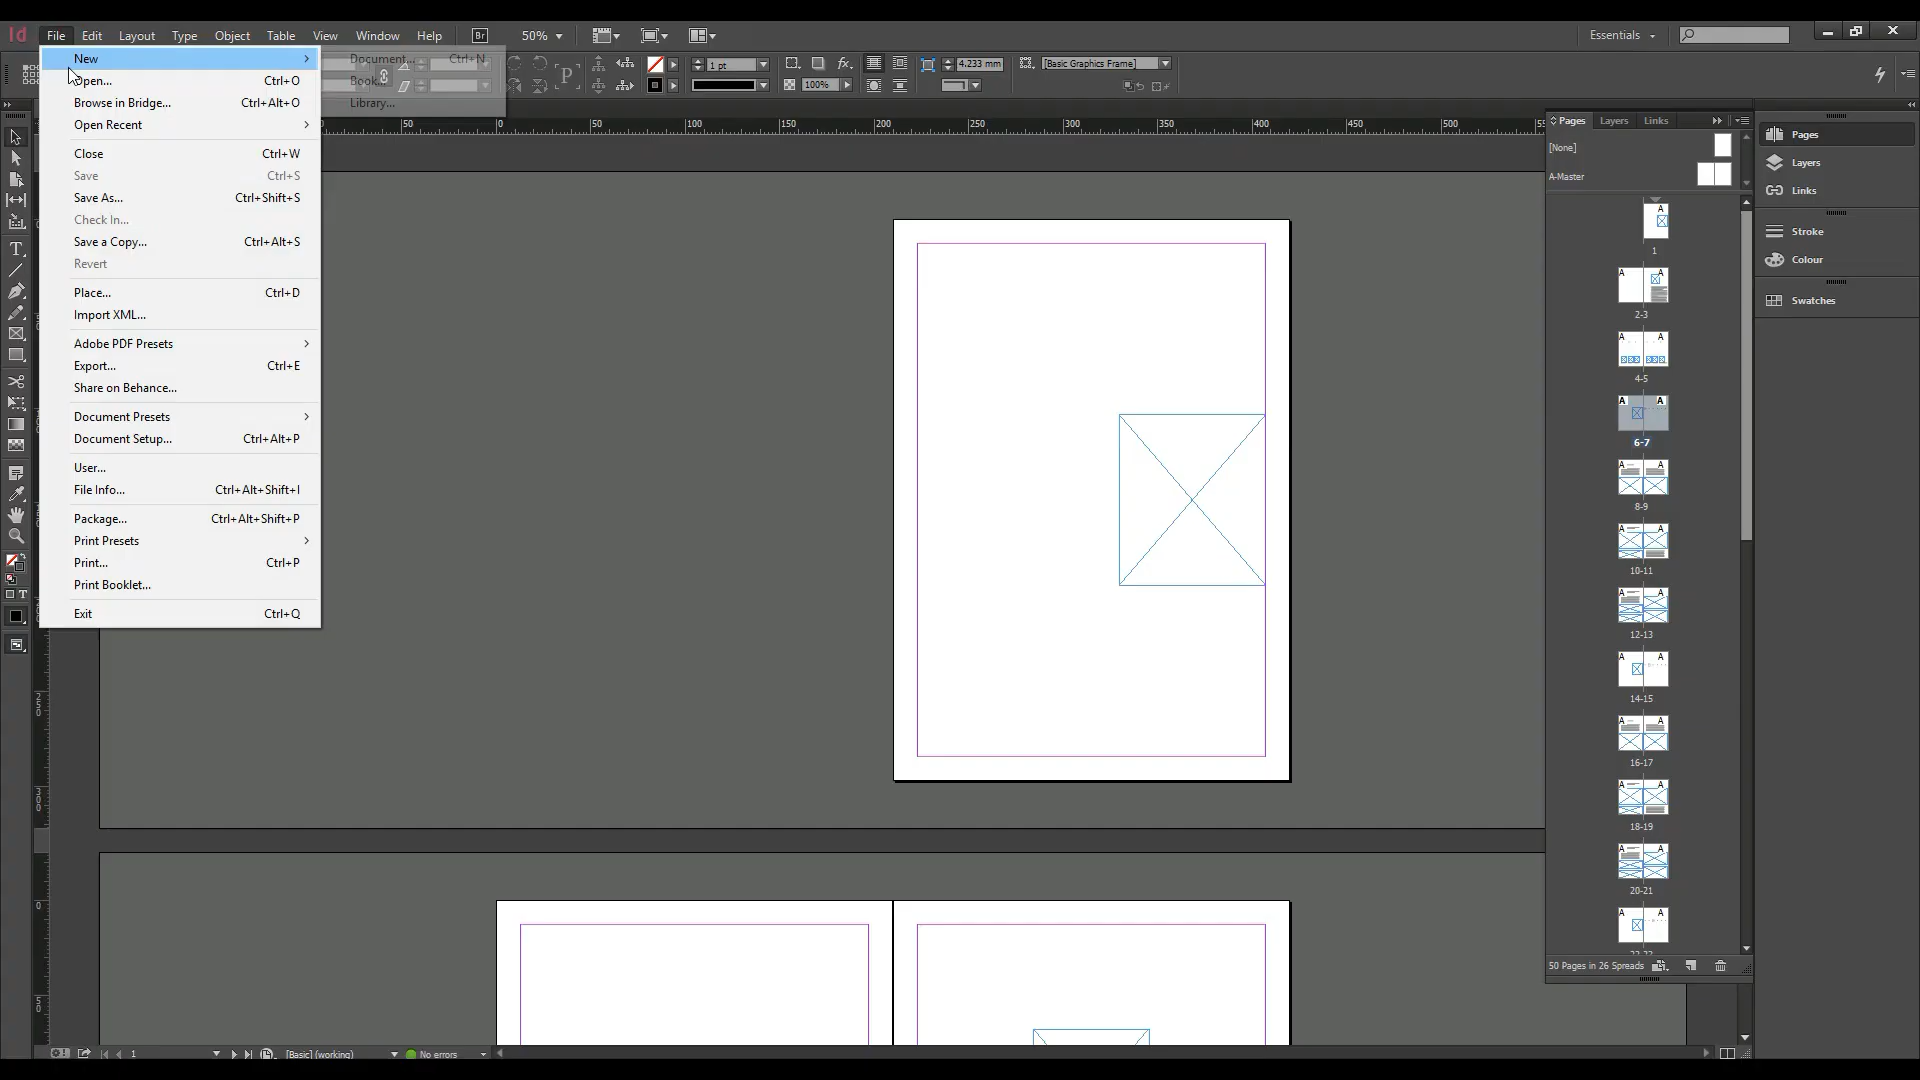 Id File Edit Layout Type Object Table View Window Help Br 50% Essentials
New Document... Ctrl+N
Open... Ctrl+O Book...
Browse in Bridge... Ctrl+Alt+O Library...
Open Recent
Close Ctrl+W
Save Ctrl+S
Save As... Ctrl+Shift+S
Check In...
Save a Copy... Ctrl+Alt+S
Revert
Place... Ctrl+D
Import XML...
Adobe PDF Presets
Export... Ctrl+E
Share on Behance...
Document Presets
Document Setup... Ctrl+Alt+P
User...
File Info... Ctrl+Alt+Shift+I
Package... Ctrl+Alt+Shift+P
Print Presets
Print... Ctrl+P
Print Booklet...
Exit Ctrl+Q
1 pt 4.233 mm [Basic Graphics Frame]
100%
50 0 50 100 150 200 250 300 350 400 450 500
Pages Layers Links
[None]
A-Master
1
2-3
4-5
6-7
8-9
10-11
12-13
14-15
16-17
18-19
20-21
50 Pages in 26 Spreads
Pages
Layers
Links
Stroke
Colour
Swatches
1 [Basic] (working) No errors